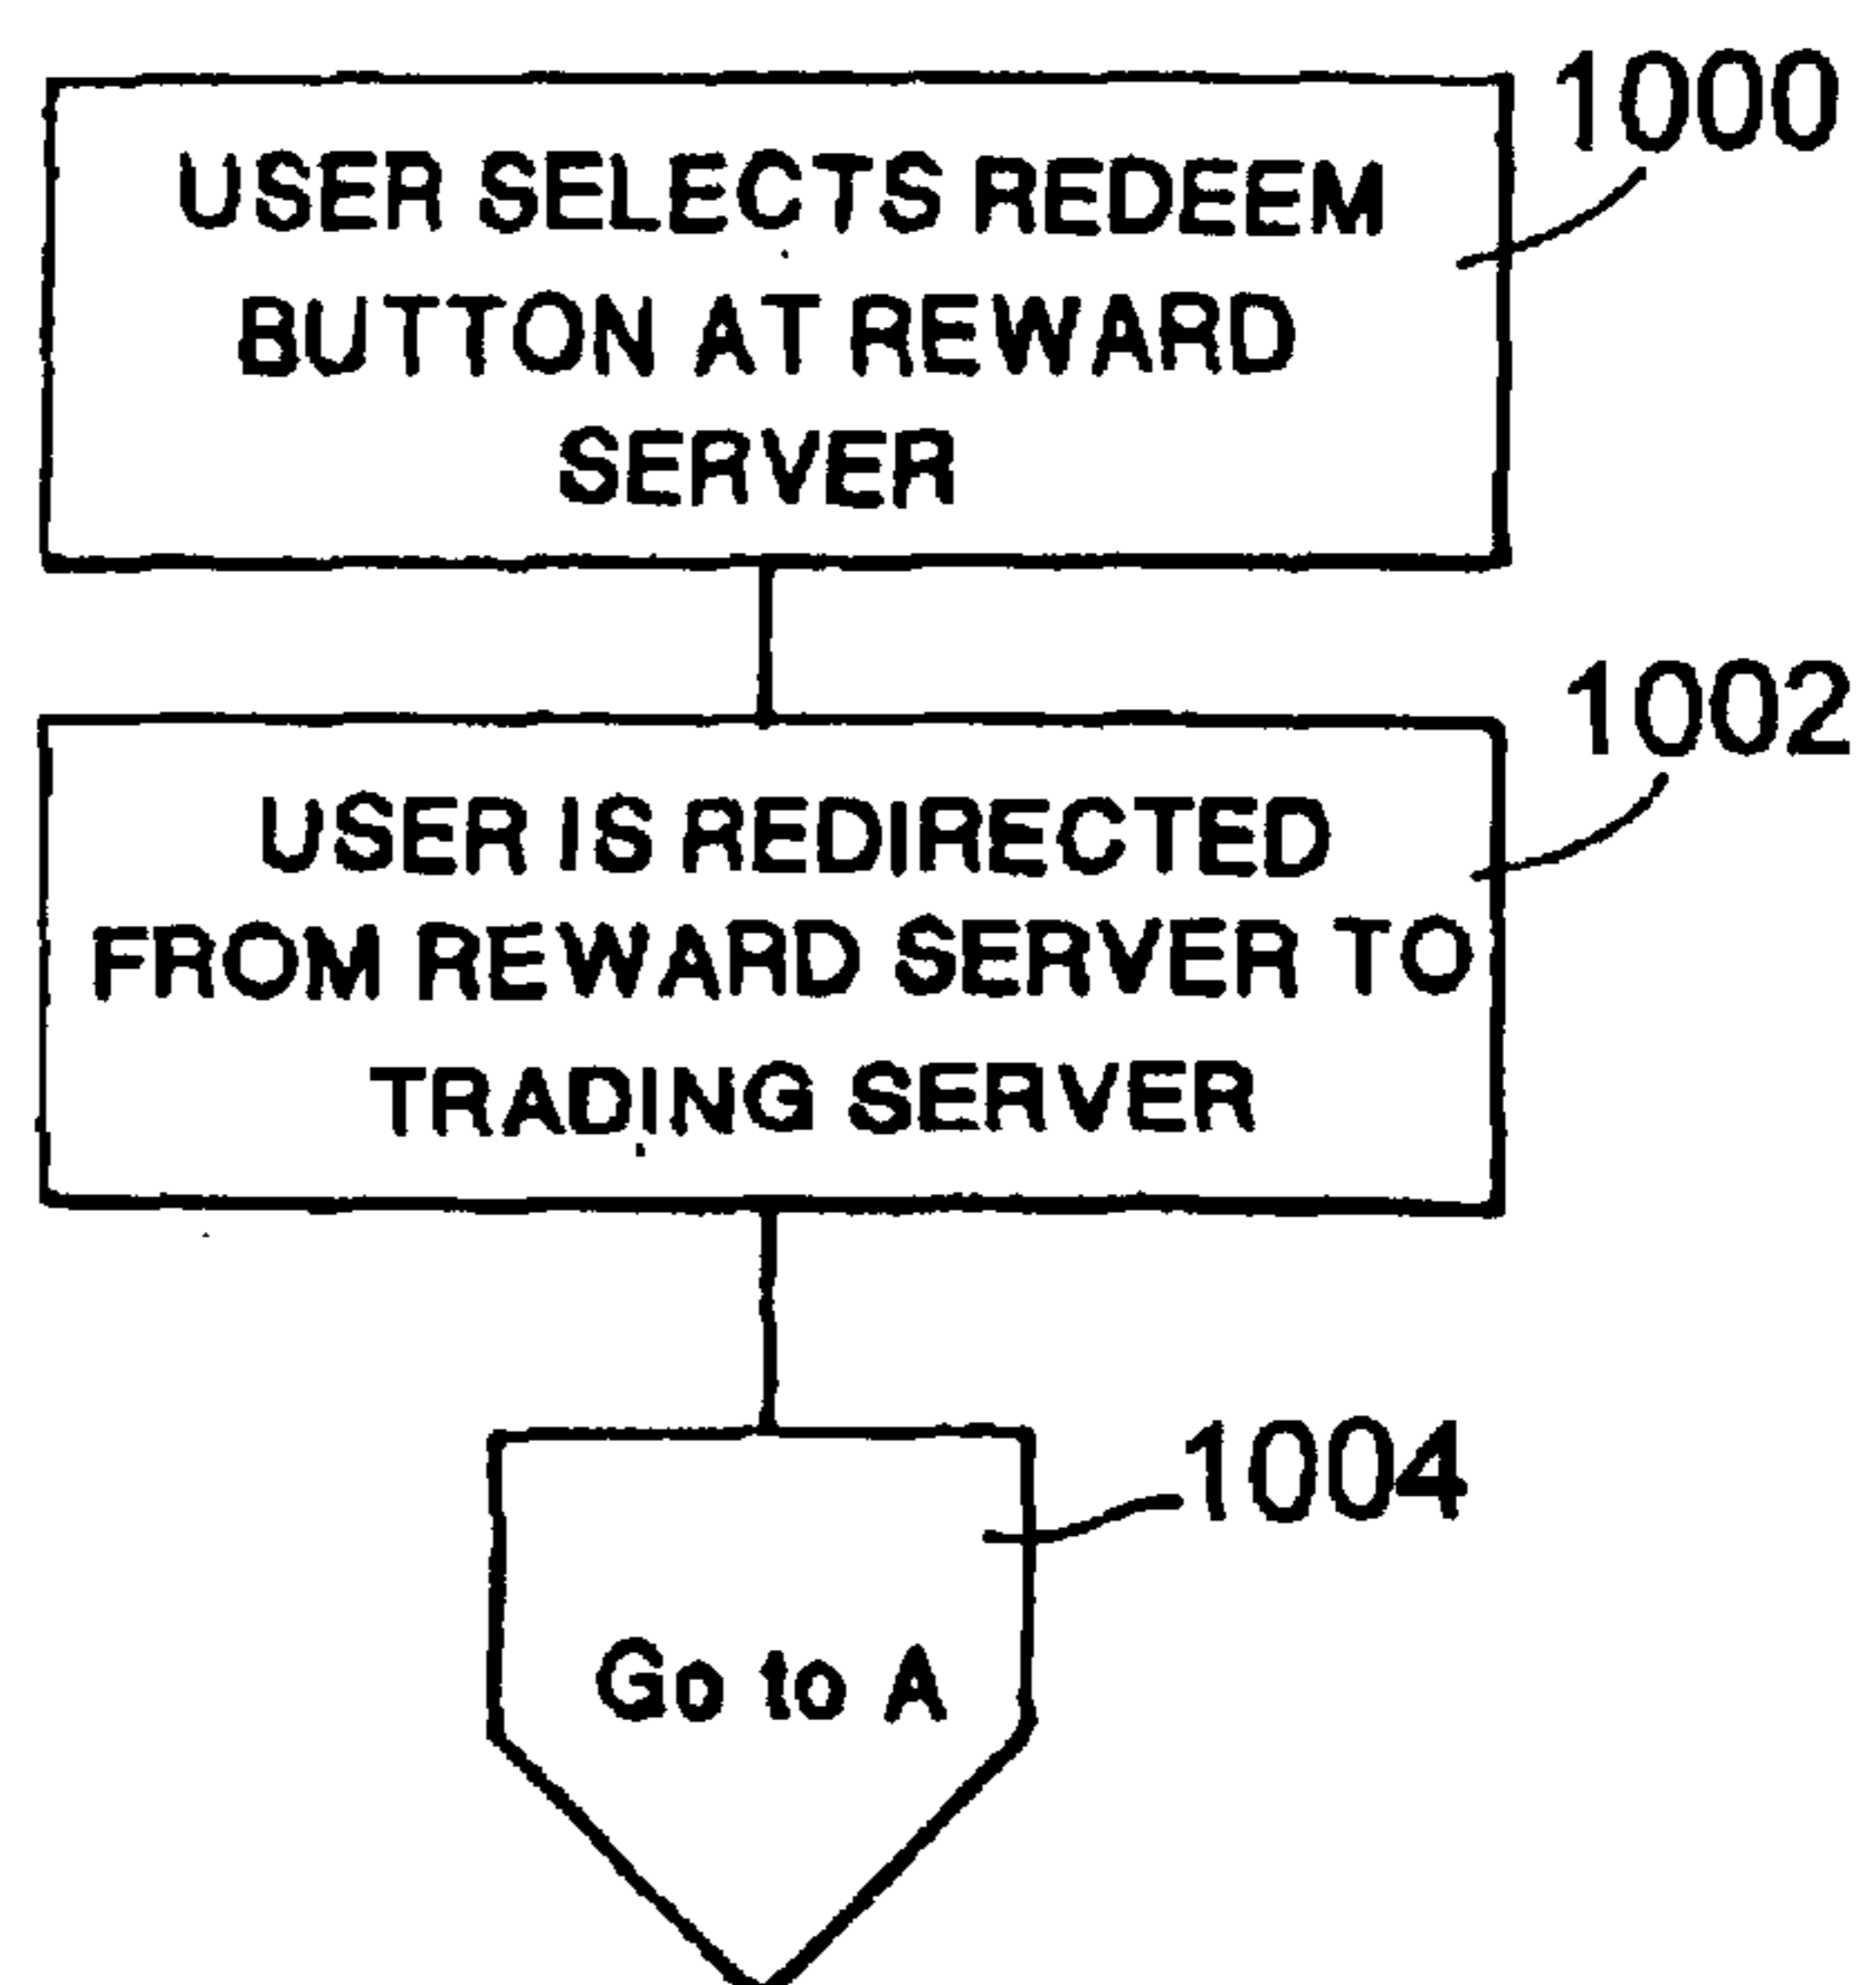 1000
USER SELECTS REDEEM
BUTTON AT REWARD
SERVER
1002
USER IS REDIRECTED
FROM REWARD SERVER TO
TRADING SERVER
1004
Go to A